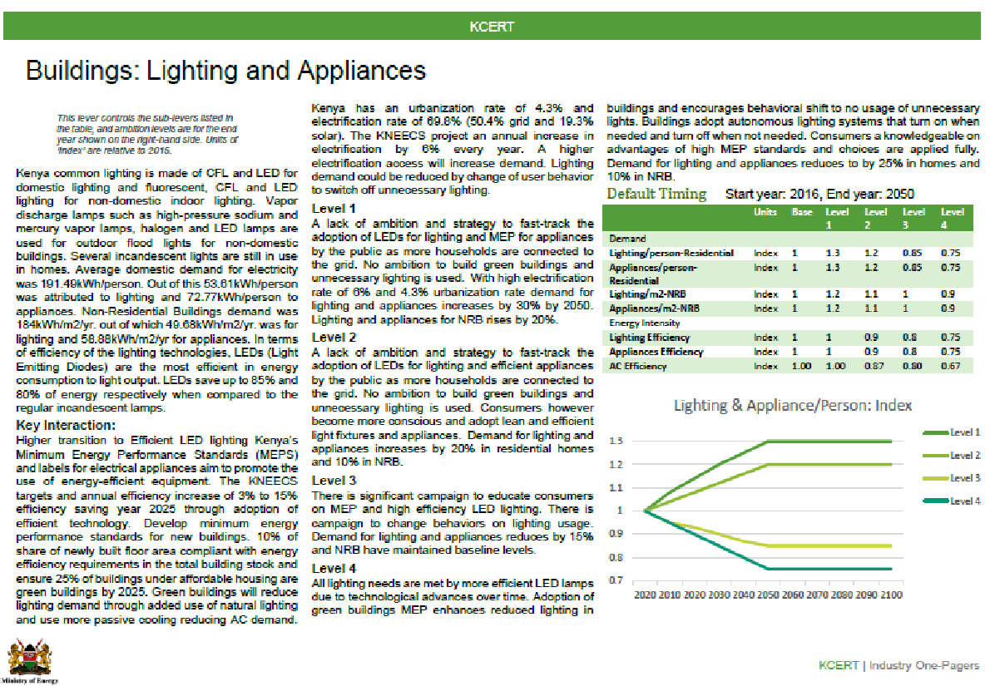 KCERT
Buildings: Lighting and Appliances
This lever controls the sub-levers listed in
the table, and ambition levels are for the end
year shown on the right-hand side. Units of
'Index' are relative to 2015.
Kenya common lighting is made of CFL and LED for
domestic lighting and fluorescent, CFL and LED
lighting for non-domestic indoor lighting. Vapor
discharge lamps such as high-pressure sodium and
mercury vapor lamps, halogen and LED lamps are
used for outdoor flood lights for non-domestic
buildings. Several incandescent lights are still in use
in homes. Average domestic demand for electricity
was 191.49kWh/person. Out of this 53.61kWh/person
was attributed to lighting and 72.77kWh/person to
appliances. Non-Residential Buildings demand was
184kWh/m2/yr. out of which 49.68kWh/m2/yr. was for
lighting and 58.88kWh/m2/yr for appliances. In terms
of efficiency of the lighting technologies, LEDs (Light
Emitting Diodes) are the most efficient in energy
consumption to light output. LEDs save up to 85% and
80% of energy respectively when compared to the
regular incandescent lamps.
Key Interaction:
Higher transition to Efficient LED lighting Kenya's
Minimum Energy Performance Standards (MEPS)
and labels for electrical appliances aim to promote the
use of energy-efficient equipment. The KNEECS
targets and annual efficiency increase of 3% to 15%
efficiency saving year 2025 through adoption of
efficient technology. Develop minimum energy
performance standards for new buildings. 10% of
share of newly built floor area compliant with energy
efficiency requirements in the total building stock and
ensure 25% of buildings under affordable housing are
green buildings by 2025. Green buildings will reduce
lighting demand through added use of natural lighting
and use more passive cooling reducing AC demand.
Kenya has an urbanization rate of 4.3% and
electrification rate of 69.8% (50.4% grid and 19.3%
solar). The KNEECS project an annual increase in
electrification by 6% every year. A higher
electrification access will increase demand. Lighting
demand could be reduced by change of user behavior
to switch off unnecessary lighting.
Level 1
A lack of ambition and strategy to fast-track the
adoption of LEDs for lighting and MEP for appliances
by the public as more households are connected to
the grid. No ambition to build green buildings and
unnecessary lighting is used. With high electrification
rate of 6% and 4.3% urbanization rate demand for
lighting and appliances increases by 30% by 2050.
Lighting and appliances for NRB rises by 20%.
Level 2
A lack of ambition and strategy to fast-track the
adoption of LEDs for lighting and efficient appliances
by the public as more households are connected to
the grid. No ambition to build green buildings and
unnecessary lighting is used. Consumers however
become more conscious and adopt lean and efficient
light fixtures and appliances. Demand for lighting and
appliances increases by 20% in residential homes
and 10% in NRB.
Level 3
There is significant campaign to educate consumers
on MEP and high efficiency LED lighting. There is
campaign to change behaviors on lighting usage.
Demand for lighting and appliances reduces by 15%
and NRB have maintained baseline levels.
Level 4
All lighting needs are met by more efficient LED lamps
due to technological advances over time. Adoption of
green buildings MEP enhances reduced lighting in
buildings and encourages behavioral shift to no usage of unnecessary
lights. Buildings adopt autonomous lighting systems that turn on when
needed and turn off when not needed. Consumers a knowledgeable on
advantages of high MEP standards and choices are applied fully.
Demand for lighting and appliances reduces to by 25% in homes and
10% in NRB.
Default Timing Start year: 2016, End year: 2050
Units Base Level 1 Level 2 Level 3 Level 4
Demand
Lighting/person-Residential Index 1 1.3 1.2 0.85 0.75
Appliances/person-Residential Index 1 1.3 1.2 0.85 0.75
Lighting/m2-NRB Index 1 1.2 1.1 1 0.9
Appliances/m2-NRB Index 1 1.2 1.1 1 0.9
Energy Intensity
Lighting Efficiency Index 1 1 0.9 0.8 0.75
Appliances Efficiency Index 1 1 0.9 0.8 0.75
AC Efficiency Index 1.00 1.00 0.87 0.80 0.67
Lighting & Appliance/Person: Index
1.3
1.2
1.1
1
0.9
0.8
0.7
2020 2010 2020 2030 2040 2050 2060 2070 2080 2090 2100
Level 1
Level 2
Level 3
Level 4
Ministry of Energy
KCERT | Industry One-Pagers